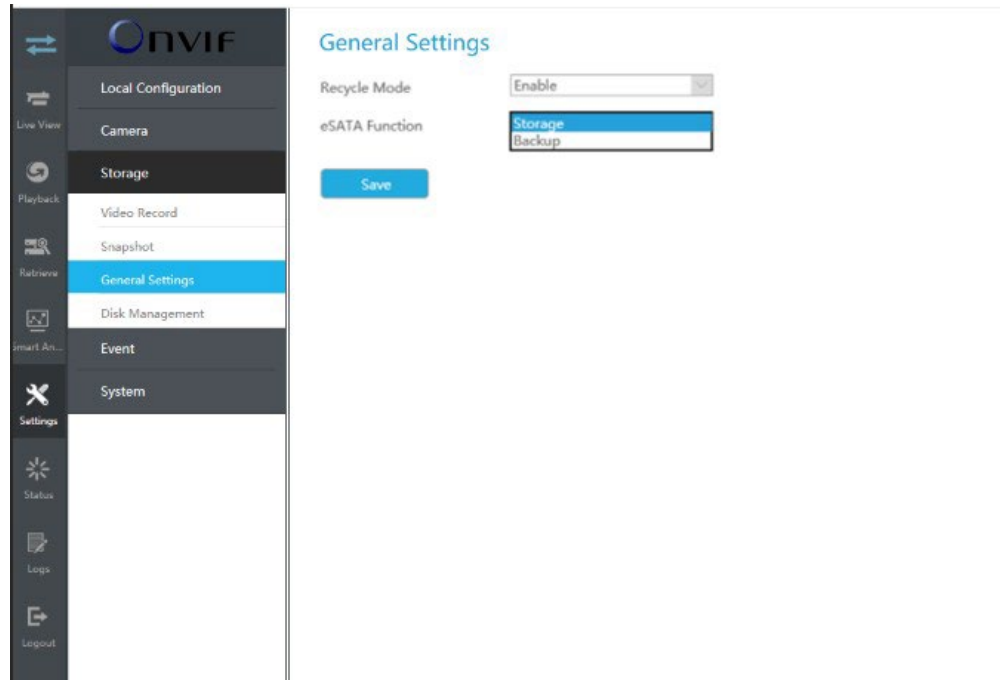 Onvif
Live View
Playback
Retrieve
Smart An...
Settings
Status
Logs
Logout
Local Configuration
Camera
Storage
Video Record
Snapshot
General Settings
Disk Management
Event
System
General Settings
Recycle Mode
Enable
eSATA Function
Storage
Backup
Save